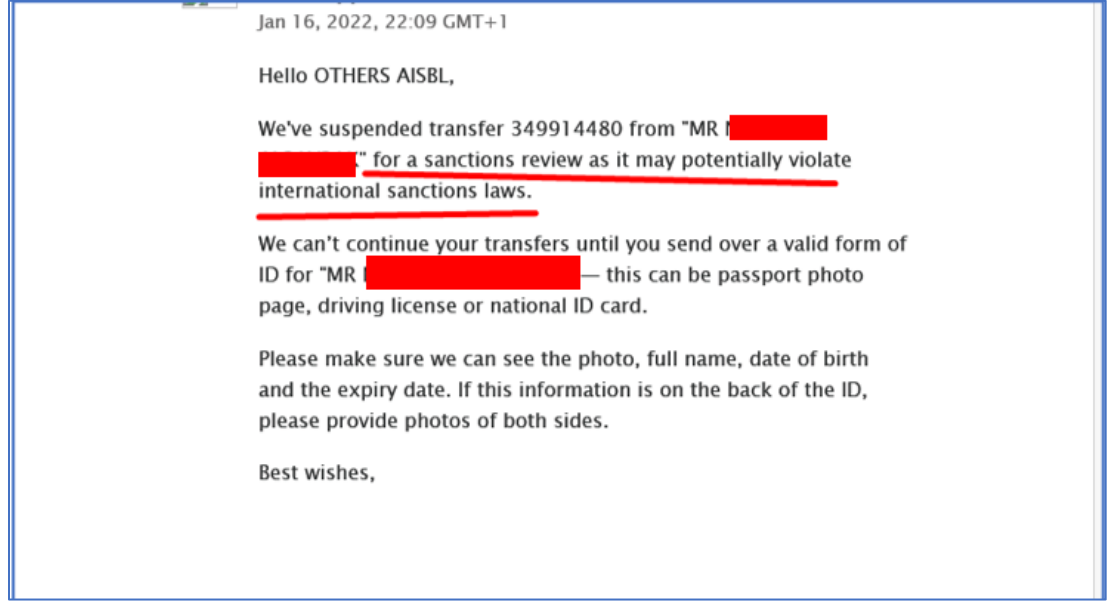 Jan 16, 2022, 22:09 GMT+1
Hello OTHERS AISBL,
We've suspended transfer 349914480 from "MR
" for a sanctions review as it may potentially violate
international sanctions laws.
We can't continue your transfers until you send over a valid form of
ID for "MR — this can be passport photo
page, driving license or national ID card.
Please make sure we can see the photo, full name, date of birth
and the expiry date. If this information is on the back of the ID,
please provide photos of both sides.
Best wishes,